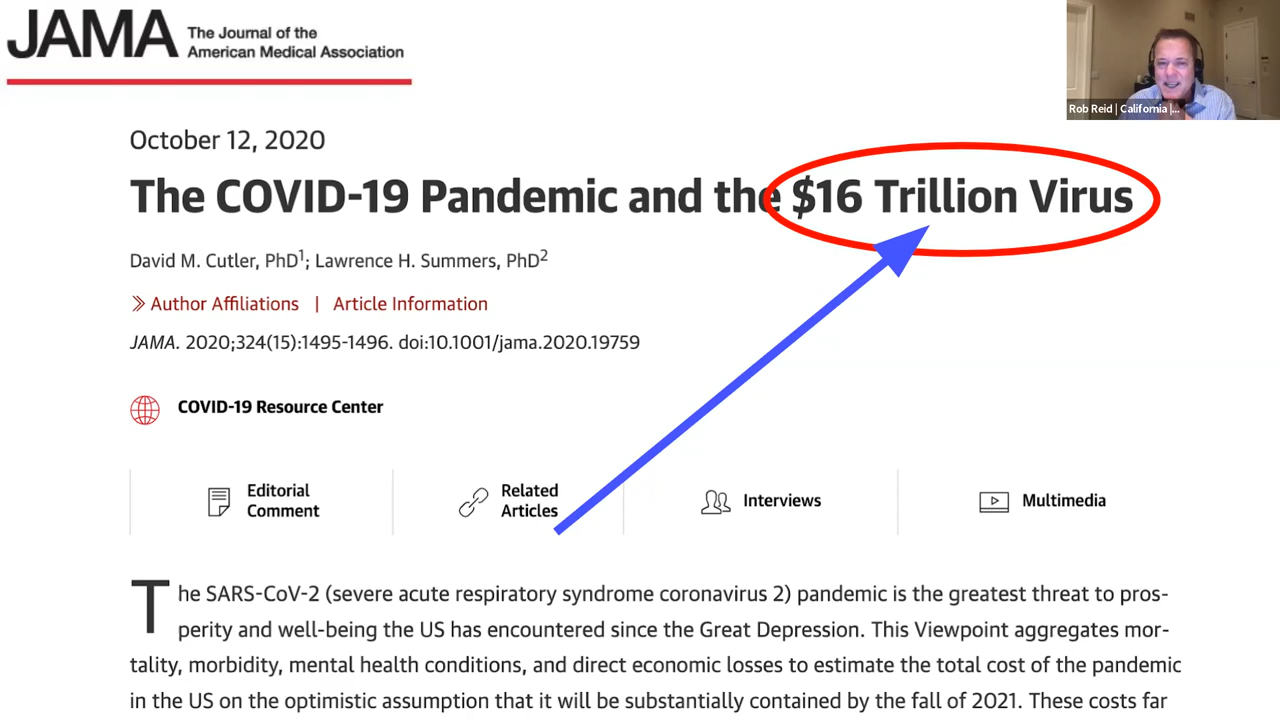 JAMA
The Journal of the
American Medical Association
Rob Reid | California |...
October 12, 2020
The COVID-19 Pandemic and the $16 Trillion Virus
David M. Cutler, PhD1; Lawrence H. Summers, PhD2
Author Affiliations | Article Information
JAMA. 2020;324(15):1495-1496. doi:10.1001/jama.2020.19759
COVID-19 Resource Center
Editorial
Comment
Related
Articles
Interviews
Multimedia
The SARS-CoV-2 (severe acute respiratory syndrome coronavirus 2) pandemic is the greatest threat to pros-
perity and well-being the US has encountered since the Great Depression. This Viewpoint aggregates mor-
tality, morbidity, mental health conditions, and direct economic losses to estimate the total cost of the pandemic
in the US on the optimistic assumption that it will be substantially contained by the fall of 2021. These costs far